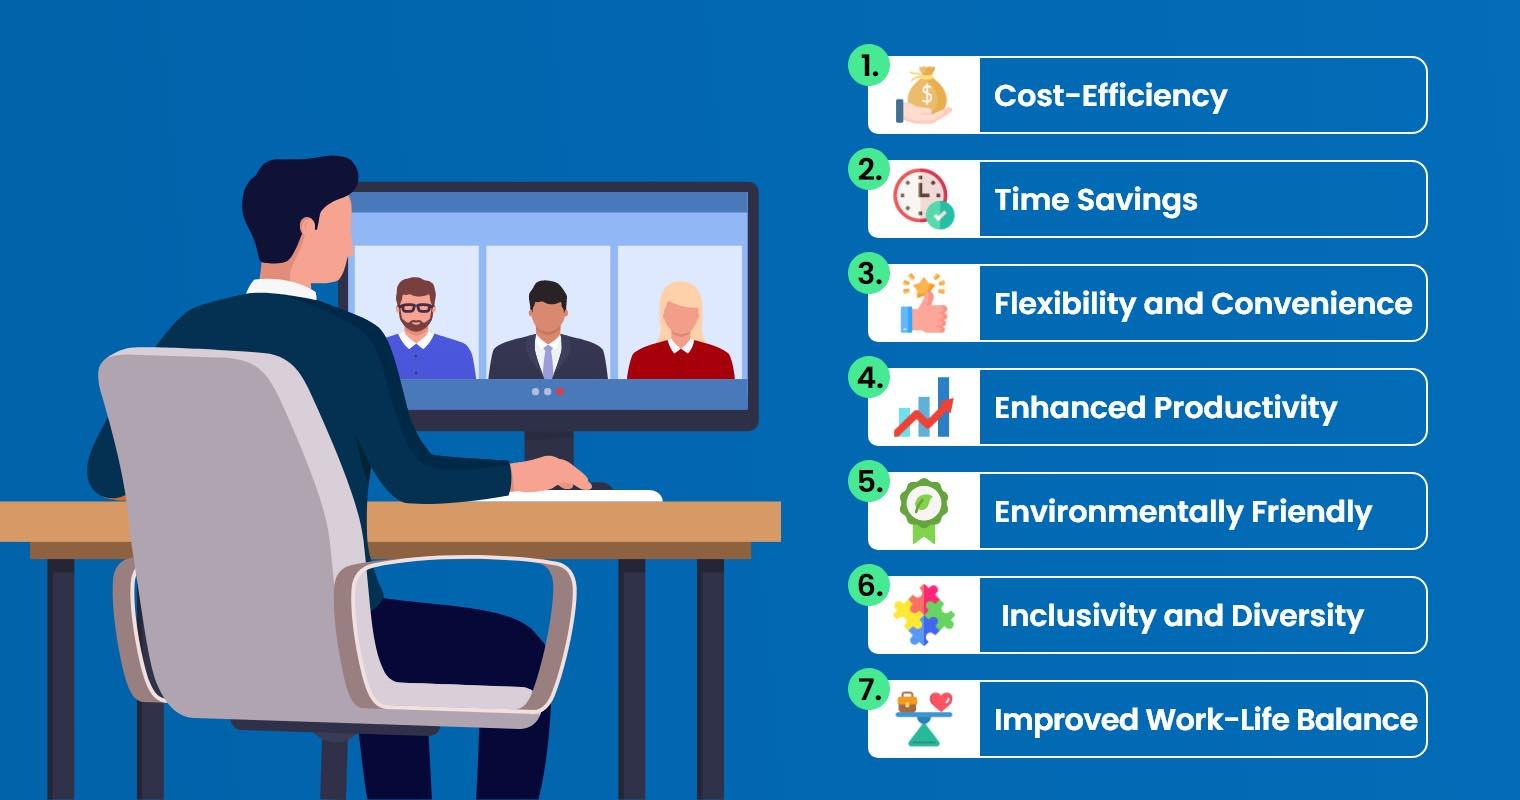 1. Cost-Efficiency
2. Time Savings
3. Flexibility and Convenience
4. Enhanced Productivity
5. Environmentally Friendly
6. Inclusivity and Diversity
7. Improved Work-Life Balance